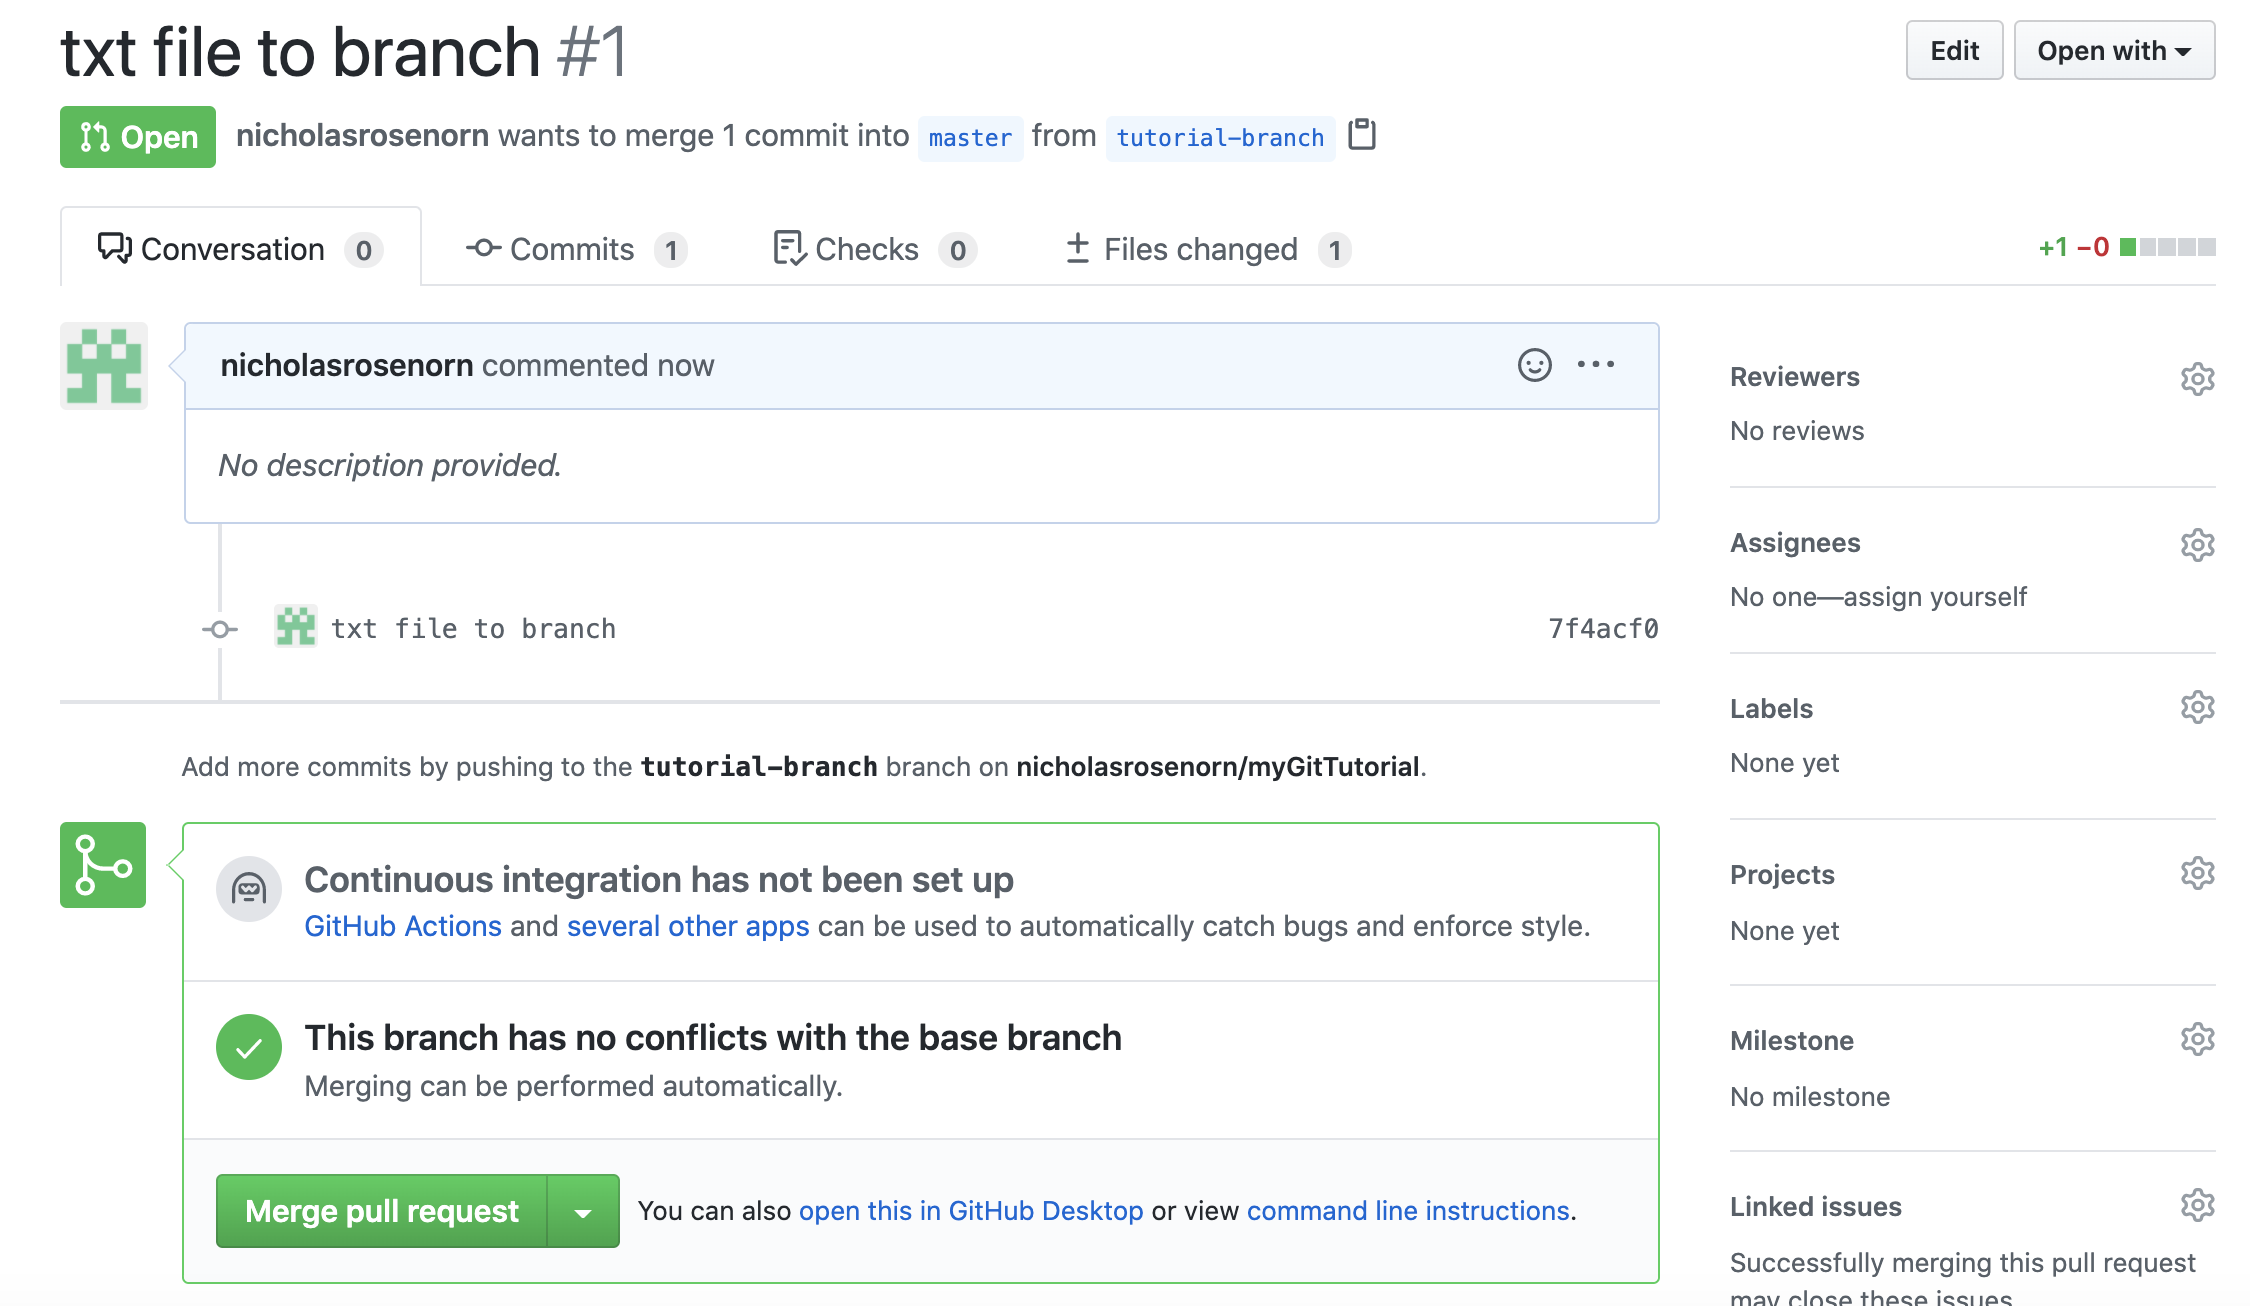 txt file to branch #1
Edit
Open with
Open
nicholasrosenorn wants to merge 1 commit into master from tutorial-branch
Conversation 0
Commits 1
Checks 0
Files changed 1
+1 −0
nicholasrosenorn commented now
No description provided.
txt file to branch 7f4acf0
Add more commits by pushing to the tutorial-branch branch on nicholasrosenorn/myGitTutorial.
Continuous integration has not been set up
GitHub Actions and several other apps can be used to automatically catch bugs and enforce style.
This branch has no conflicts with the base branch
Merging can be performed automatically.
Merge pull request
You can also open this in GitHub Desktop or view command line instructions.
Reviewers
No reviews
Assignees
No one—assign yourself
Labels
None yet
Projects
None yet
Milestone
No milestone
Linked issues
Successfully merging this pull request
may close these issues.